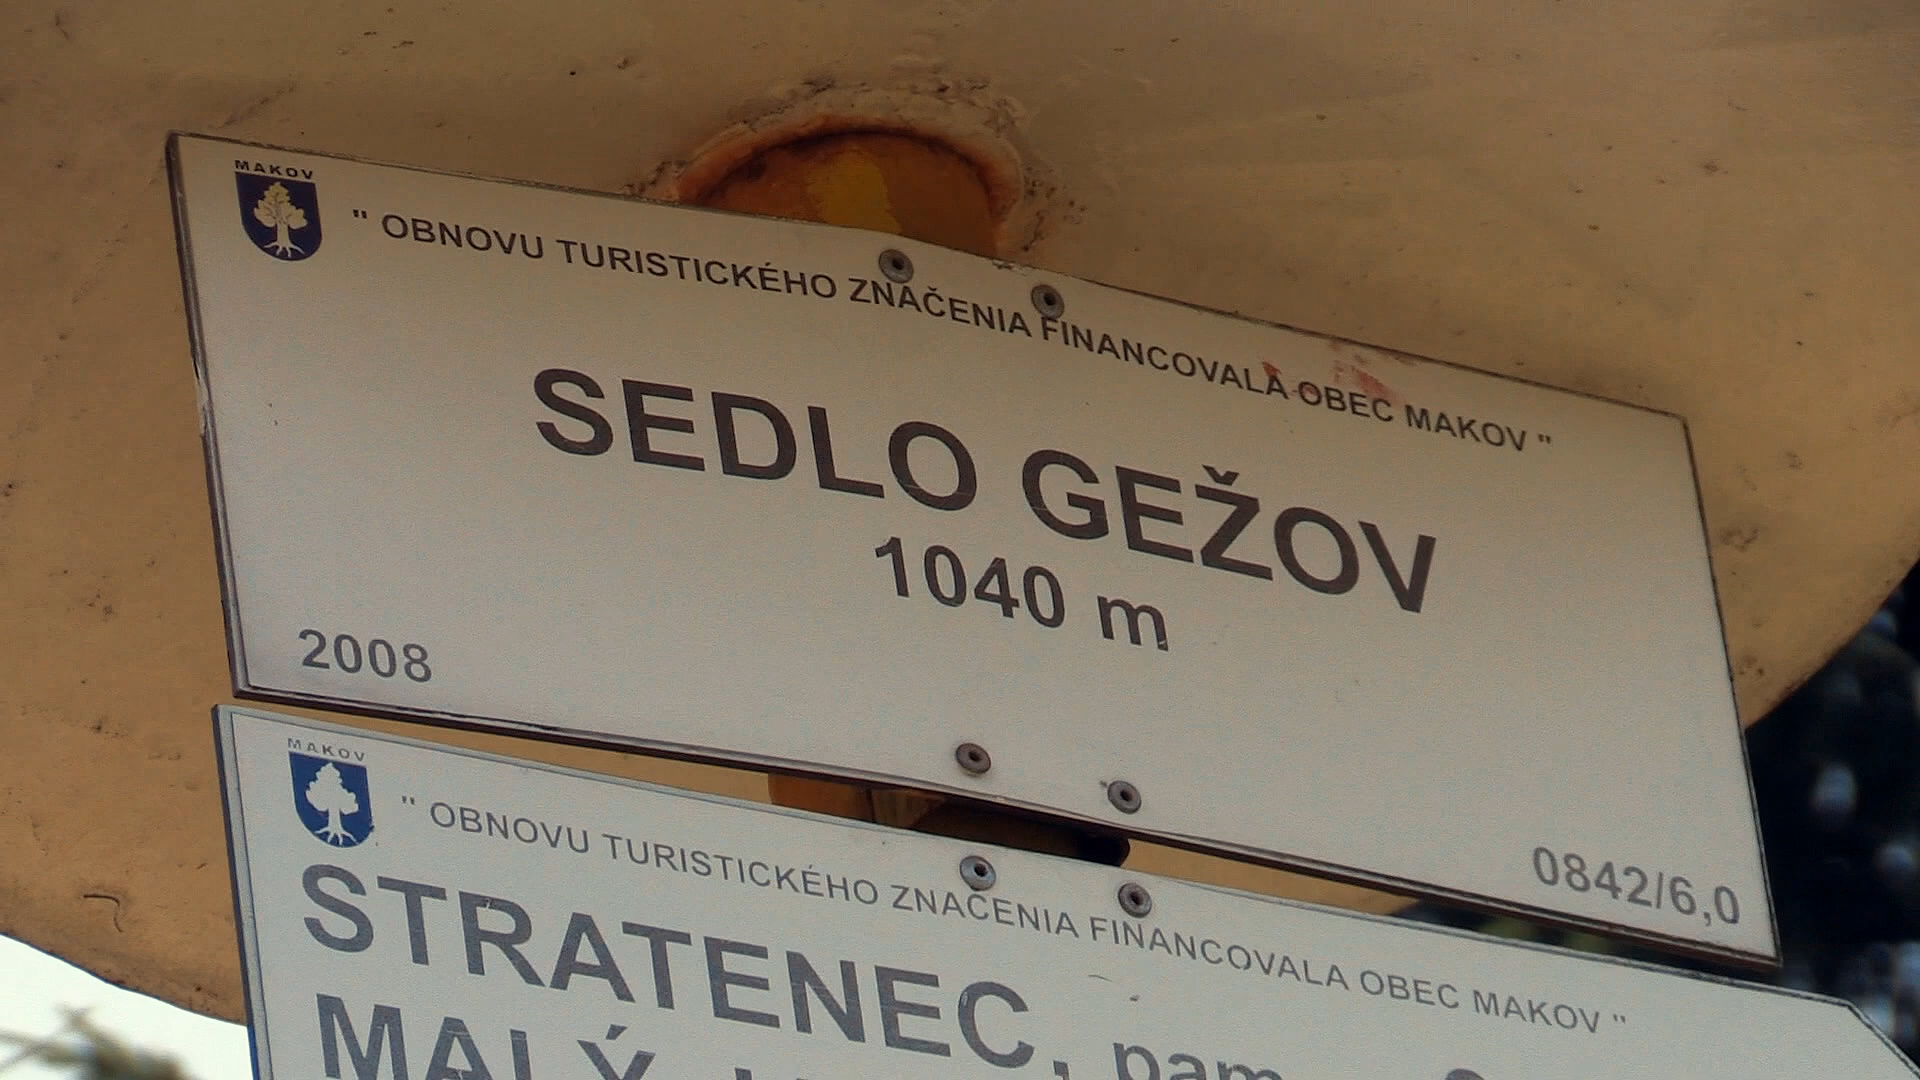 MAKOV
" OBNOVU TURISTICKÉHO ZNAČENIA FINANCOVALA OBEC MAKOV "
SEDLO GEŽOV
1040 m
2008
0842/6,0
MAKOV
" OBNOVU TURISTICKÉHO ZNAČENIA FINANCOVALA OBEC MAKOV "
STRATENEC,
MALÝ